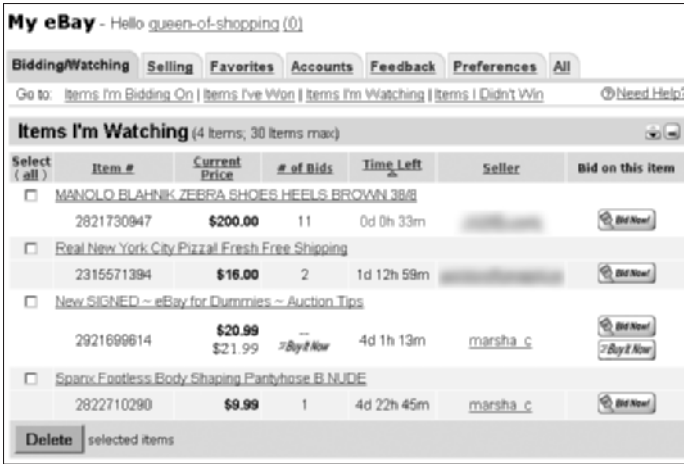 My eBay - Hello queen-of-shopping (0)
Bidding/Watching Selling Favorites Accounts Feedback Preferences All
Go to: Items I'm Bidding On | Items I've Won | Items I'm Watching | Items I Didn't Win Need Help?
Items I'm Watching (4 Items; 30 Items max)
Select (all) Item # Current Price # of Bids Time Left Seller Bid on this item
MANOLO BLAHNIK ZEBRA SHOES HEELS BROWN 38/8
2821730947 $200.00 11 0d 0h 33m Bid Now!
Real New York City Pizza! Fresh Free Shipping
2315571394 $16.00 2 1d 12h 59m Bid Now!
New SIGNED ~ eBay for Dummies ~ Auction Tips
2921699614 $20.99 -- 4d 1h 13m marsha_c Bid Now!
$21.99 Buy It Now Buy It Now
Spanx Footless Body Shaping Pantyhose B NUDE
2822710290 $9.99 1 4d 22h 45m marsha_c Bid Now!
Delete selected items